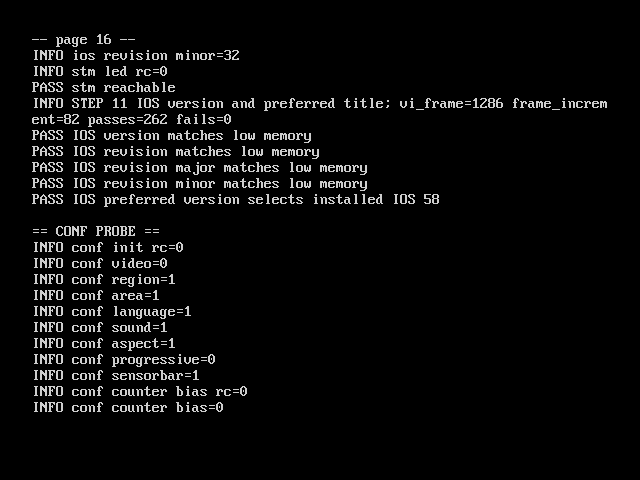 -- page 16 --
INFO ios revision minor=32
INFO stm led rc=0
PASS stm reachable
INFO STEP 11 IOS version and preferred title; vi_frame=1286 frame_increm
ent=82 passes=262 fails=0
PASS IOS version matches low memory
PASS IOS revision matches low memory
PASS IOS revision major matches low memory
PASS IOS revision minor matches low memory
PASS IOS preferred version selects installed IOS 58
== CONF PROBE ==
INFO conf init rc=0
INFO conf video=0
INFO conf region=1
INFO conf area=1
INFO conf language=1
INFO conf sound=1
INFO conf aspect=1
INFO conf progressive=0
INFO conf sensorbar=1
INFO conf counter bias rc=0
INFO conf counter bias=0